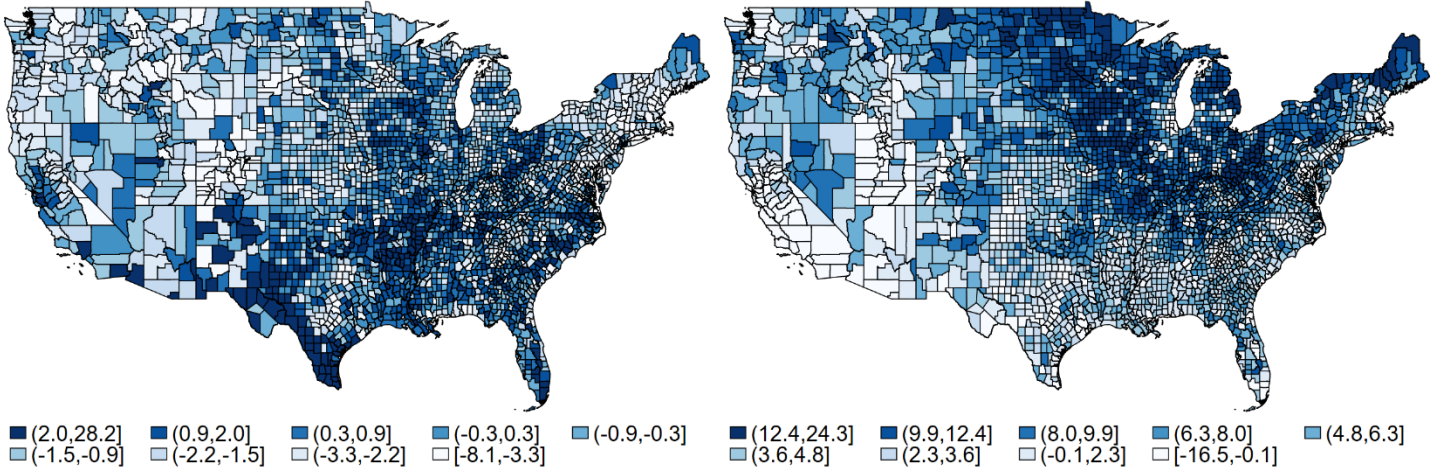 (2.0,28.2] (0.9,2.0] (0.3,0.9] (-0.3,0.3] (-0.9,-0.3]
(-1.5,-0.9] (-2.2,-1.5] (-3.3,-2.2] [-8.1,-3.3]
(12.4,24.3] (9.9,12.4] (8.0,9.9] (6.3,8.0] (4.8,6.3]
(3.6,4.8] (2.3,3.6] (-0.1,2.3] [-16.5,-0.1]